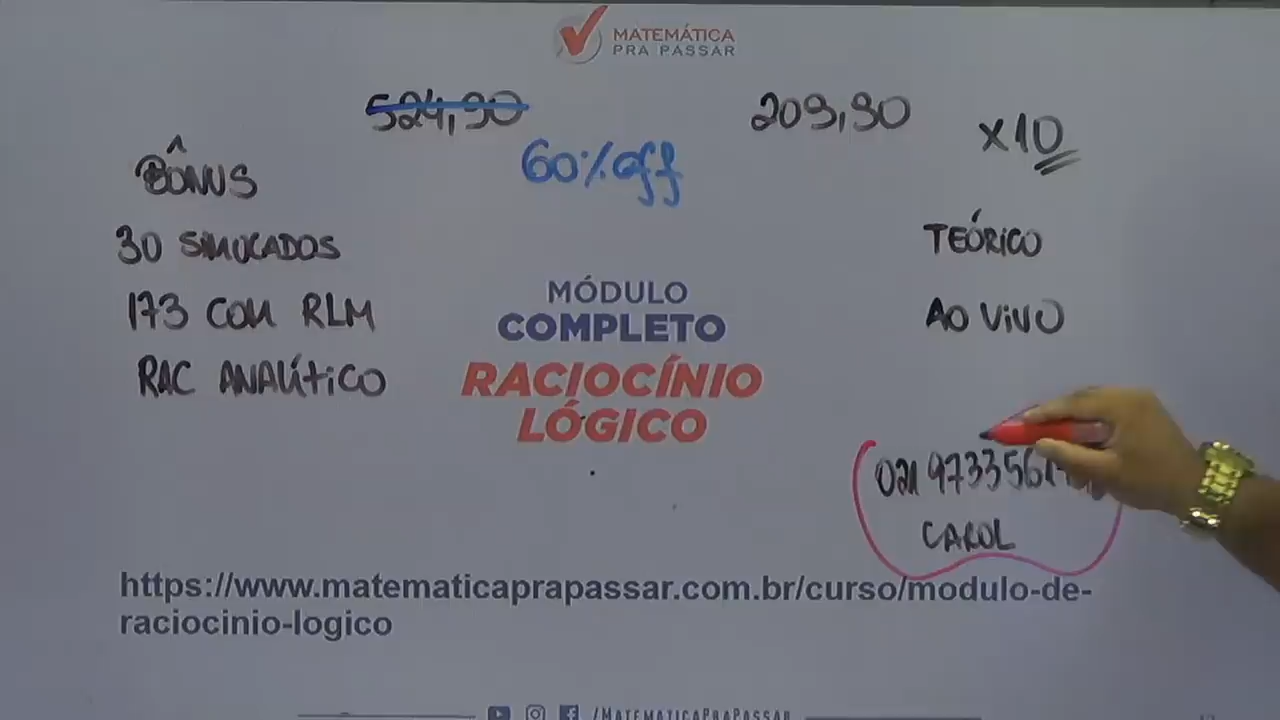 MATEMÁTICA
PRA PASSAR
524,90
209,90
x10
60% off
BÔNUS
30 SIMULADOS
173 COM RLM
RAC ANALÍTICO
TEÓRICO
AO VIVO
MÓDULO
COMPLETO
RACIOCÍNIO
LÓGICO
021
CAROL
https://www.matematicaprapassar.com.br/curso/modulo-de-
raciocinio-logico
/MATEMATICAPRAPASSAR